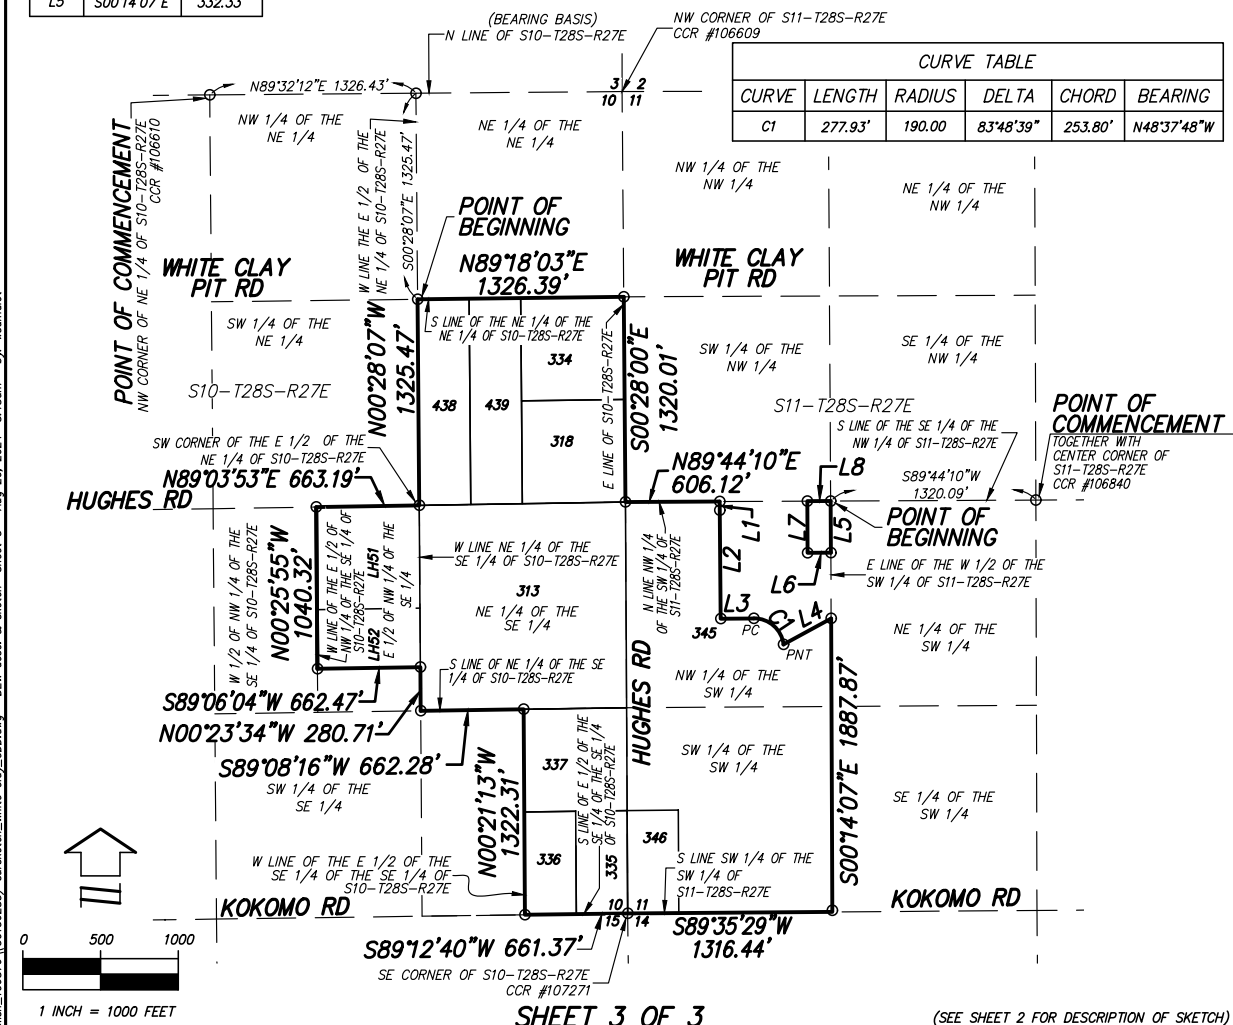 L5 S00°14'07"E 332.33'
(BEARING BASIS)
N LINE OF S10-T28S-R27E
NW CORNER OF S11-T28S-R27E
CCR #106609
CURVE TABLE
CURVE LENGTH RADIUS DELTA CHORD BEARING
C1 277.93' 190.00 83°48'39" 253.80' N48°37'48"W
N89°32'12"E 1326.43'
3 2
10 11
POINT OF COMMENCEMENT
NW CORNER OF NE 1/4 OF S10-T28S-R27E
CCR #106610
NW 1/4 OF THE
NE 1/4
W LINE THE E 1/2 OF THE
NE 1/4 OF S10-T28S-R27E
S00°28'07"E 1325.47'
NE 1/4 OF THE
NE 1/4
NW 1/4 OF THE
NW 1/4
NE 1/4 OF THE
NW 1/4
POINT OF
BEGINNING
WHITE CLAY
PIT RD
N89°18'03"E
1326.39'
WHITE CLAY
PIT RD
SW 1/4 OF THE
NE 1/4
S LINE OF THE NE 1/4 OF THE
NE 1/4 OF S10-T28S-R27E
334
N00°28'07"W
1325.47'
438
439
318
E LINE OF S10-T28S-R27E
S00°28'00"E
1320.01'
SW 1/4 OF THE
NW 1/4
SE 1/4 OF THE
NW 1/4
S10-T28S-R27E
S11-T28S-R27E
S LINE OF THE SE 1/4 OF THE
NW 1/4 OF S11-T28S-R27E
POINT OF
COMMENCEMENT
TOGETHER WITH
CENTER CORNER OF
S11-T28S-R27E
CCR #106840
SW CORNER OF THE E 1/2 OF THE
NE 1/4 OF S10-T28S-R27E
N89°03'53"E 663.19'
N89°44'10"E
606.12'
L8
S89°44'10"W
1320.09'
HUGHES RD
W 1/2 OF NW 1/4 OF THE
SE 1/4 OF S10-T28S-R27E
N00°25'55"W
1040.32'
W LINE OF THE E 1/2 OF
NW 1/4 OF THE SE 1/4 OF
S10-T28S-R27E
LH51
LH52
E 1/2 OF NW 1/4 OF THE
SE 1/4
W LINE NE 1/4 OF THE
SE 1/4 OF S10-T28S-R27E
313
NE 1/4 OF THE
SE 1/4
N LINE NW 1/4
OF THE SW 1/4 OF
S11-T28S-R27E
L1
L2
L3
L7
L5
L6
POINT OF
BEGINNING
E LINE OF THE W 1/2 OF THE
SW 1/4 OF S11-T28S-R27E
PC
C1
L4
PNT
345
NE 1/4 OF THE
SW 1/4
S LINE OF NE 1/4 OF THE SE
1/4 OF S10-T28S-R27E
NW 1/4 OF THE
SW 1/4
S89°06'04"W 662.47'
N00°23'34"W 280.71'
S89°08'16"W 662.28'
HUGHES RD
SW 1/4 OF THE
SE 1/4
N00°21'13"W
1322.31'
337
S LINE OF E 1/2 OF THE
SE 1/4 OF THE SE 1/4
OF S10-T28S-R27E
SW 1/4 OF THE
SW 1/4
S00°14'07"E 1887.87'
SE 1/4 OF THE
SW 1/4
W LINE OF THE E 1/2 OF THE
SE 1/4 OF THE SE 1/4 OF
S10-T28S-R27E
336
335
346
S LINE SW 1/4 OF THE
SW 1/4 OF
S11-T28S-R27E
KOKOMO RD
10 11
15 14
KOKOMO RD
S89°12'40"W 661.37'
S89°35'29"W
1316.44'
SE CORNER OF S10-T28S-R27E
CCR #107271
0 500 1000
1 INCH = 1000 FEET
SHEET 3 OF 3
(SEE SHEET 2 FOR DESCRIPTION OF SKETCH)